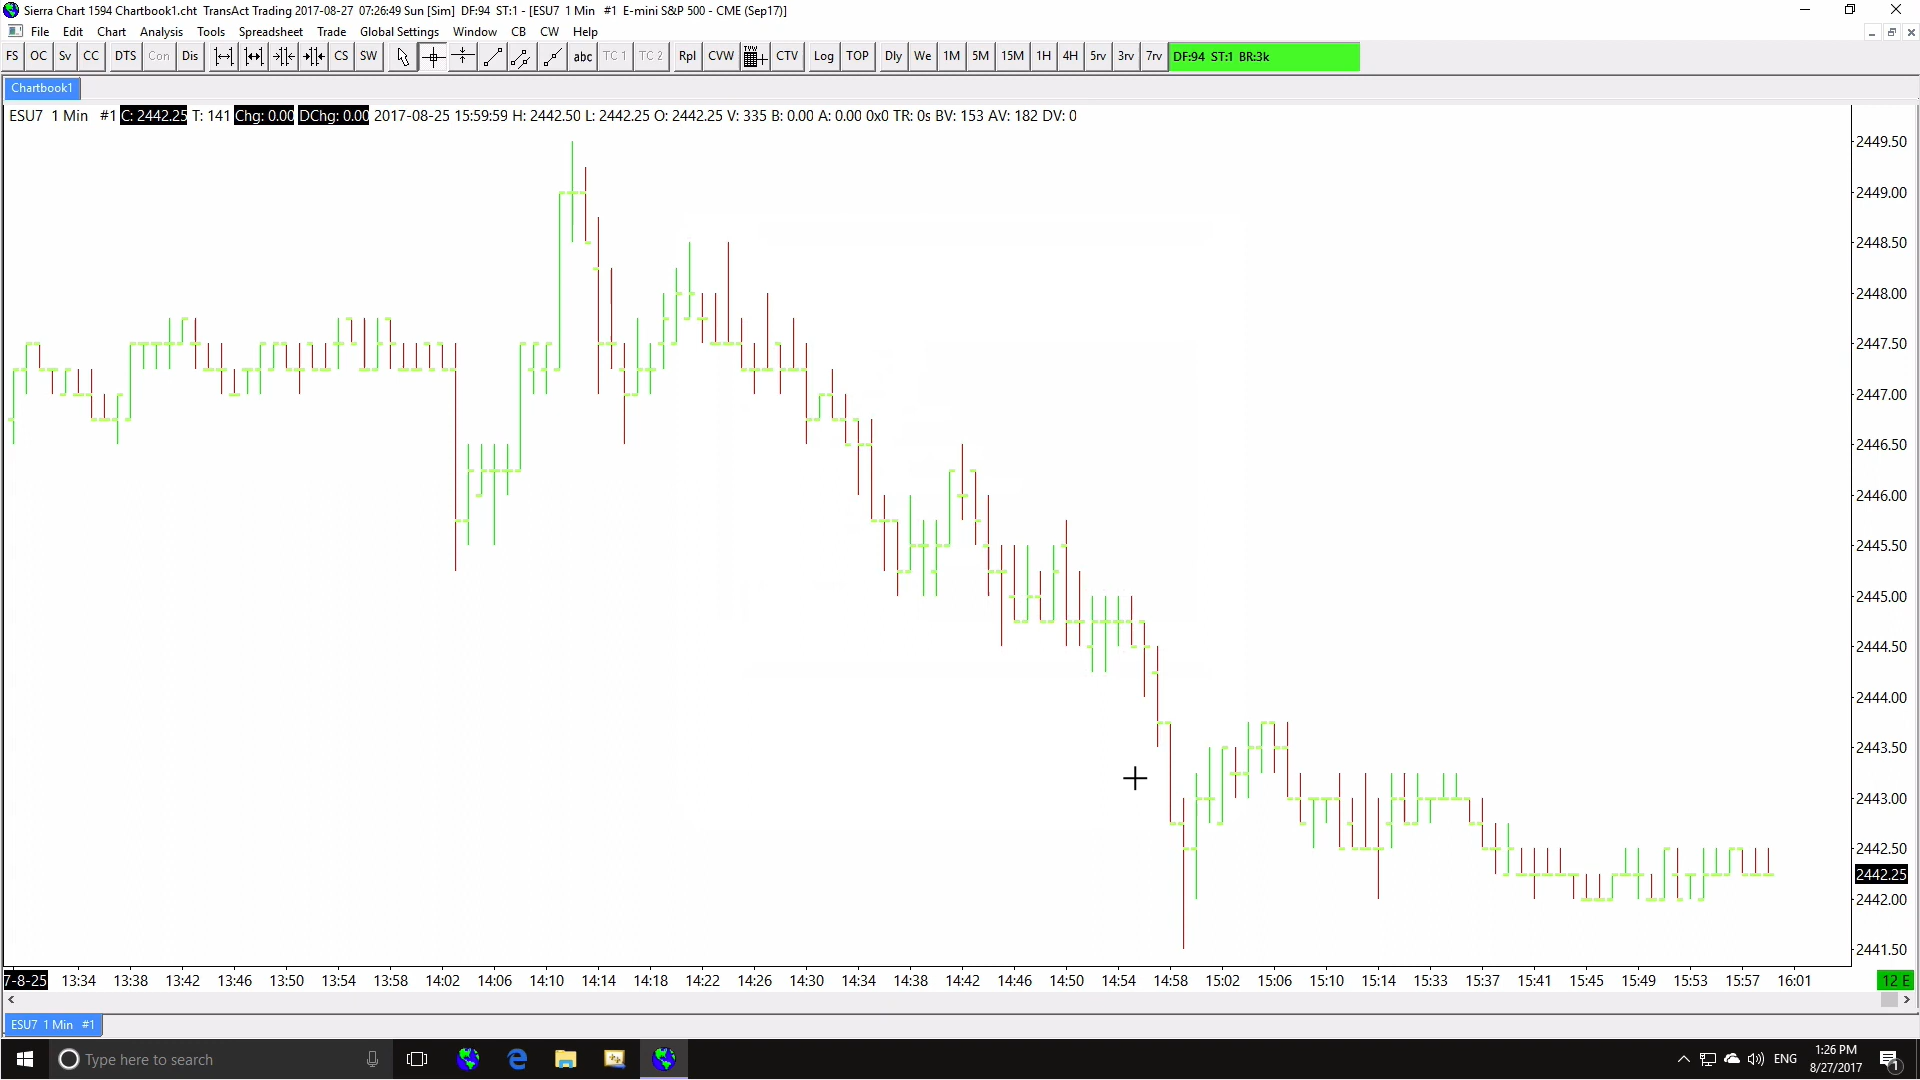 Sierra Chart 1594 Chartbook1.cht  TransAct Trading 2017-08-27  07:26:49 Sun [Sim]  DF:94  ST:1 - [ESU7  1 Min   #1  E-mini S&P 500 - CME (Sep17)]
File Edit Chart Analysis Tools Spreadsheet Trade Global Settings Window CB CW Help
FS OC Sv CC DTS Con Dis CS SW abc TC 1 TC 2 Rpl CVW CTV Log TOP Dly We 1M 5M 15M 1H 4H 5rv 3rv 7rv DF:94  ST:1  BR:3k
Chartbook1
ESU7  1 Min   #1 C: 2442.25 T: 141 Chg: 0.00 DChg: 0.00 2017-08-25 15:59:59 H: 2442.50 L: 2442.25 O: 2442.25 V: 335 B: 0.00 A: 0.00 0x0 TR: 0s BV: 153 AV: 182 DV: 0
2449.50
2449.00
2448.50
2448.00
2447.50
2447.00
2446.50
2446.00
2445.50
2445.00
2444.50
2444.00
2443.50
2443.00
2442.50
2442.25
2442.00
2441.50
7-8-25 13:34 13:38 13:42 13:46 13:50 13:54 13:58 14:02 14:06 14:10 14:14 14:18 14:22 14:26 14:30 14:34 14:38 14:42 14:46 14:50 14:54 14:58 15:02 15:06 15:10 15:14 15:33 15:37 15:41 15:45 15:49 15:53 15:57 16:01 12 E
ESU7  1 Min   #1
Type here to search
ENG
1:26 PM
8/27/2017
1